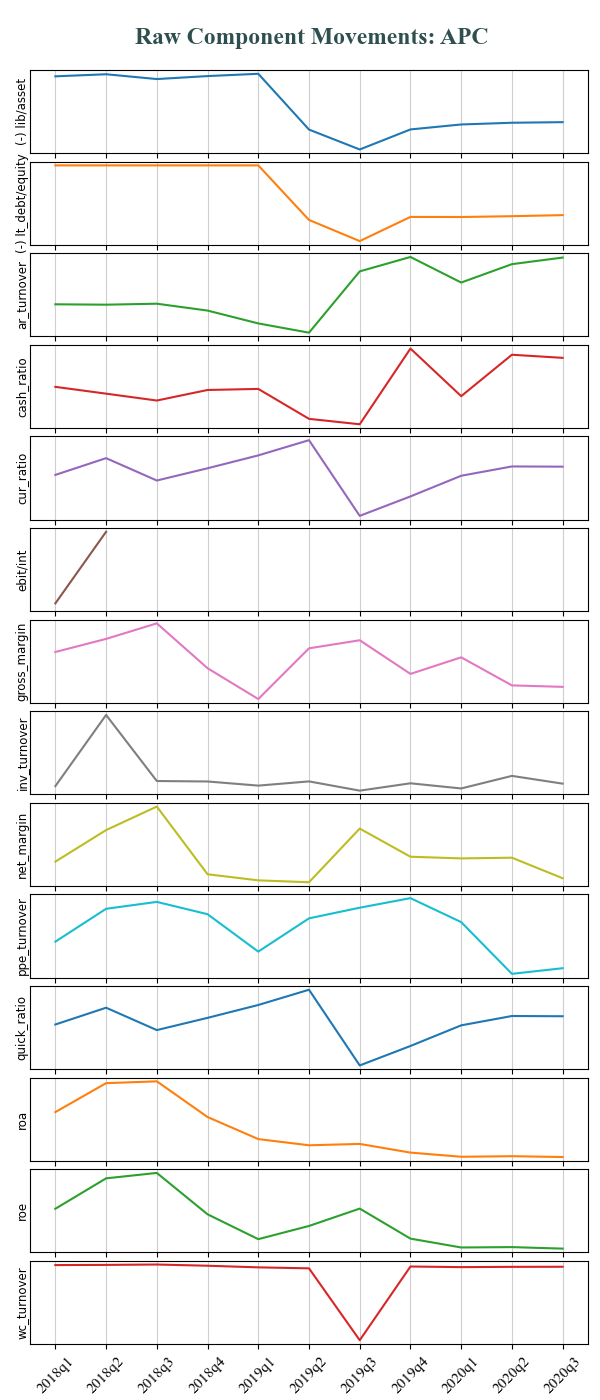 Raw Component Movements: APC
(-) lib/asset
(-) lt_debt/equity
ar_turnover
cash_ratio
cur_ratio
ebit/int
gross_margin
inv_turnover
net_margin
ppe_turnover
quick_ratio
roa
roe
wc_turnover
2018q1 2018q2 2018q3 2018q4 2019q1 2019q2 2019q3 2019q4 2020q1 2020q2 2020q3